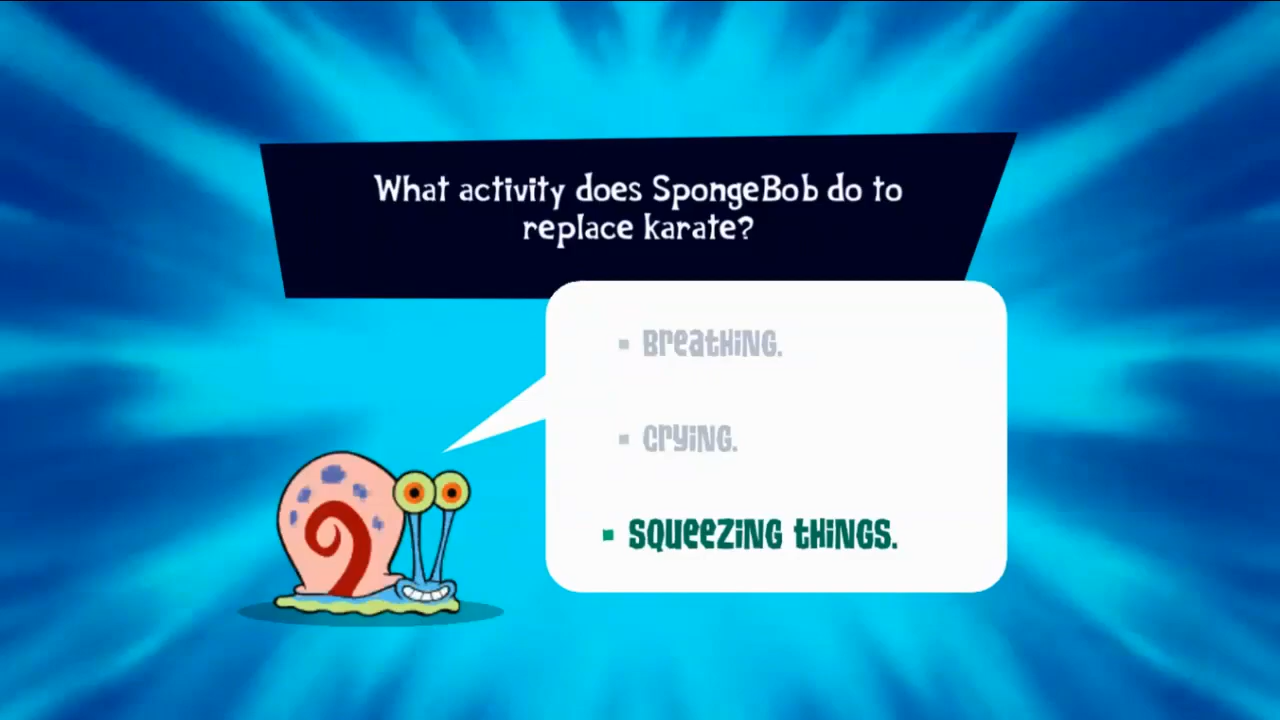 What activity does SpongeBob do to
replace karate?
Breathing.
Crying.
Squeezing things.